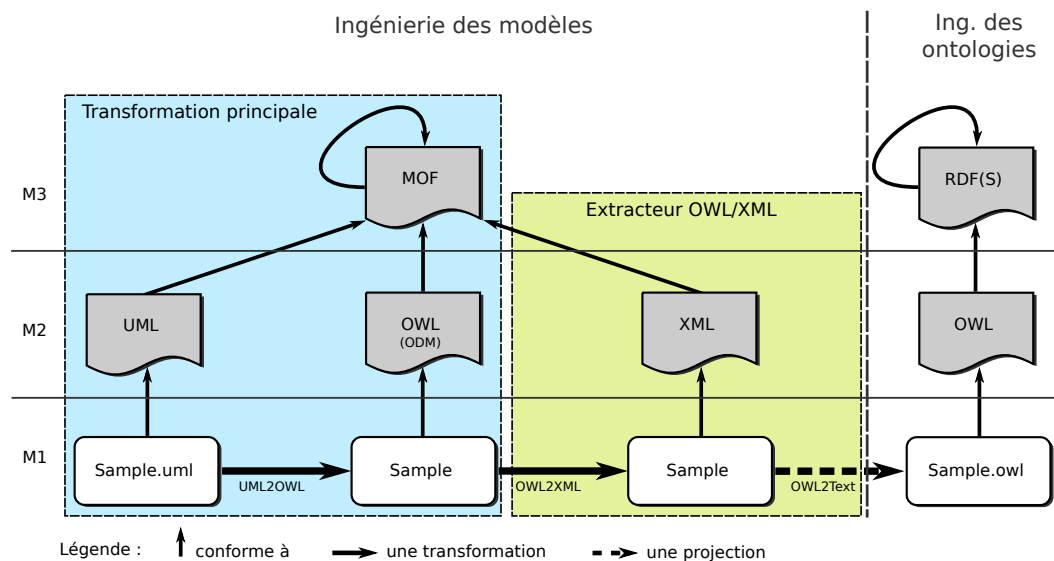 Ingénierie des modèles
Ing. des
ontologies
Transformation principale
M3
MOF
RDF(S)
Extracteur OWL/XML
M2
UML
OWL
(ODM)
XML
OWL
M1
Sample.uml
UML2OWL
Sample
OWL2XML
Sample
OWL2Text
Sample.owl
Légende :
conforme à
une transformation
une projection